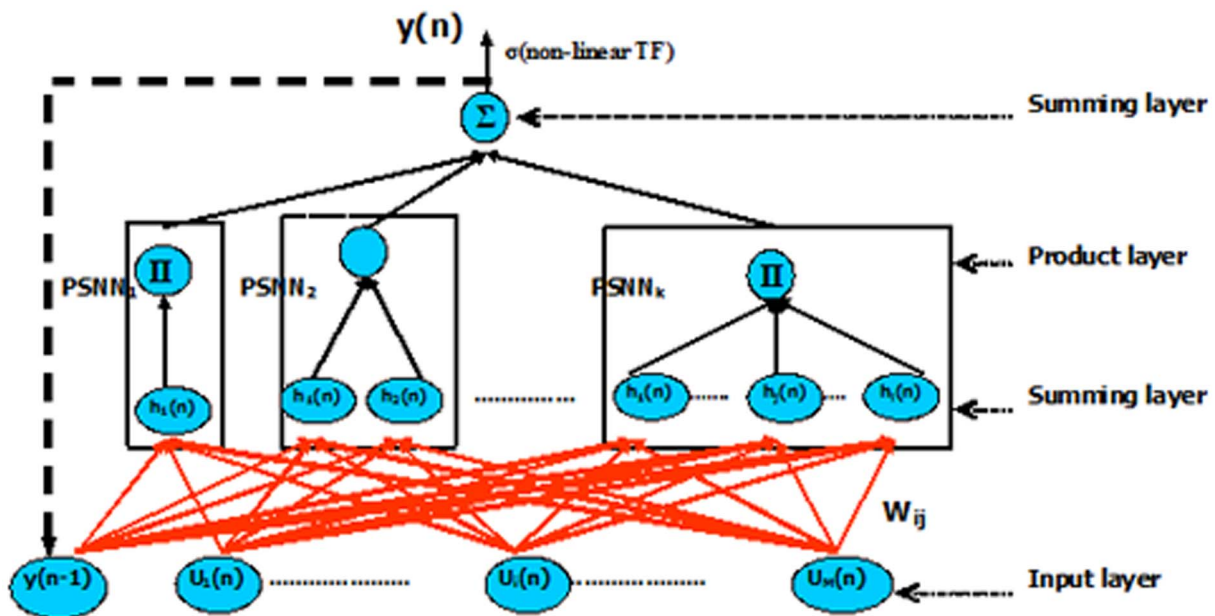 y(n)
σ(non-linear TF)
Σ
Summing layer
Π
Π
Product layer
PSNN1
PSNN2
PSNNk
h1(n)
h1(n)
h2(n)
.............
h1(n)
......
hj(n)
....
Summing layer
Wij
y(n-1)
U1(n)
..................
Ui(n)
..................
UM(n)
Input layer